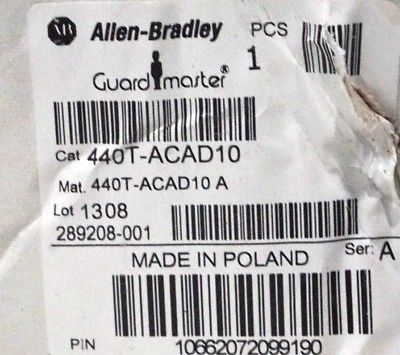 AB Allen-Bradley PCS
1
Guardmaster®
Cat 440T-ACAD10
Mat. 440T-ACAD10 A
Lot 1308
289208-001
MADE IN POLAND Ser: A
PIN 10662072099190